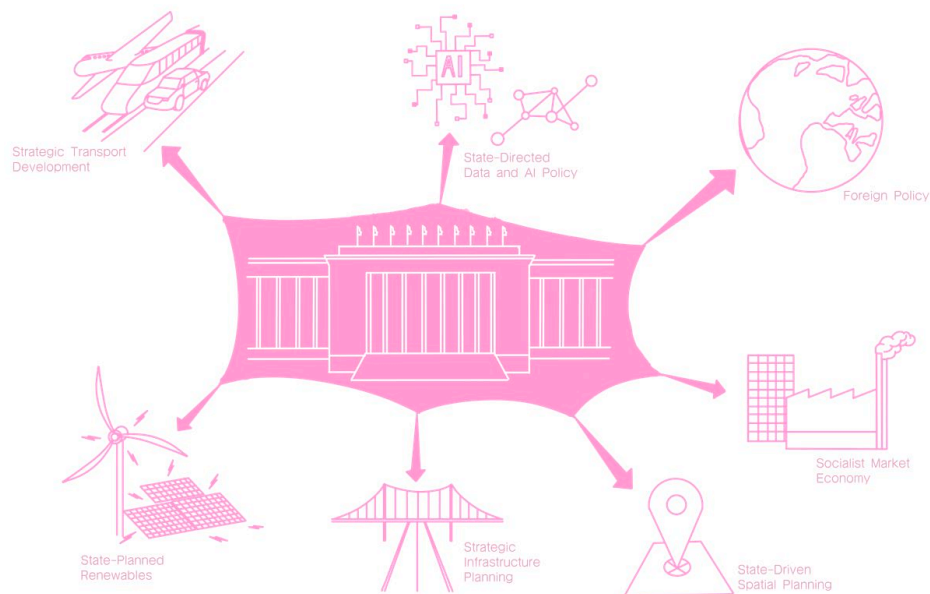 AI
Strategic Transport
Development
State-Directed
Data and AI Policy
Foreign Policy
Socialist Market
Economy
State-Planned
Renewables
Strategic
Infrastructure
Planning
State-Driven
Spatial Planning